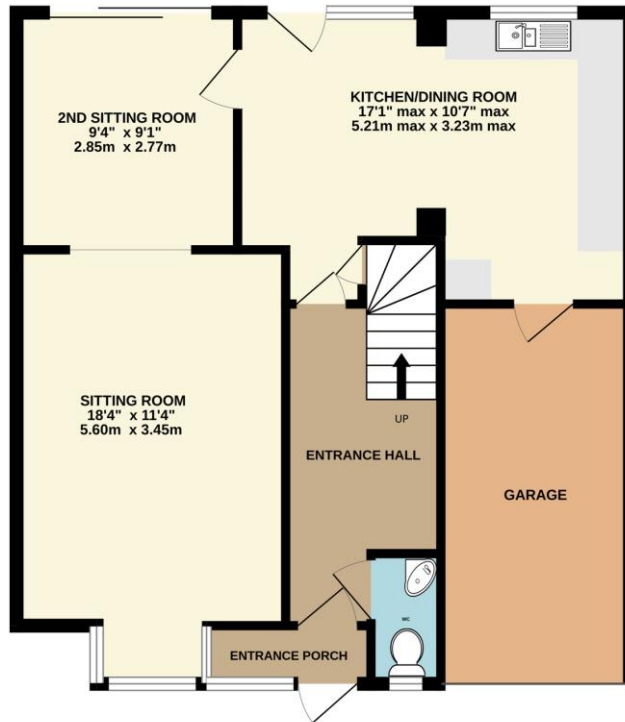 2ND SITTING ROOM
9'4" x 9'1"
2.85m x 2.77m
KITCHEN/DINING ROOM
17'1" max x 10'7" max
5.21m max x 3.23m max
SITTING ROOM
18'4" x 11'4"
5.60m x 3.45m
UP
ENTRANCE HALL
GARAGE
WC
ENTRANCE PORCH